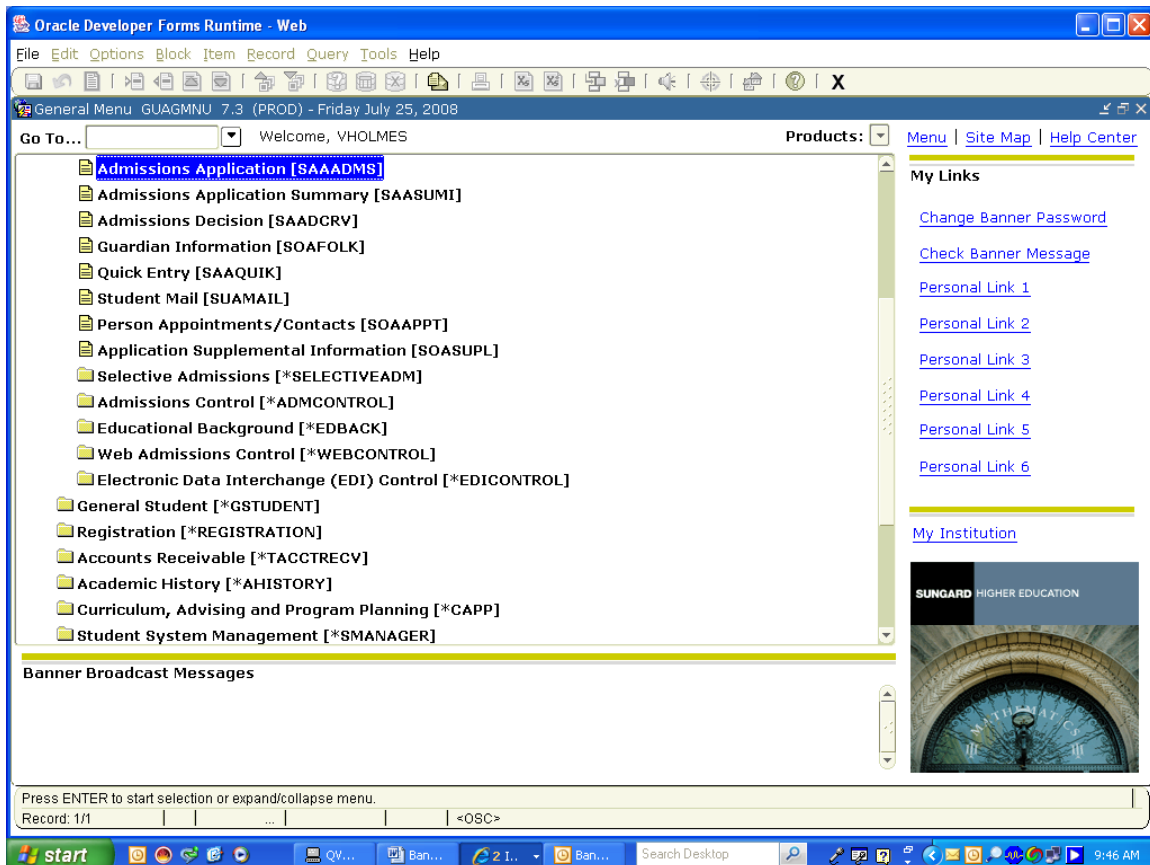 Oracle Developer Forms Runtime - Web
File Edit Options Block Item Record Query Tools Help
X
General Menu GUAGMNU 7.3 (PROD) - Friday July 25, 2008
Go To... Welcome, VHOLMES Products: Menu | Site Map | Help Center
Admissions Application [SAAADMS]
Admissions Application Summary [SAASUMI]
Admissions Decision [SAADCRV]
Guardian Information [SOAFOLK]
Quick Entry [SAAQUIK]
Student Mail [SUAMAIL]
Person Appointments/Contacts [SOAAPPT]
Application Supplemental Information [SOASUPL]
Selective Admissions [*SELECTIVEADM]
Admissions Control [*ADMCONTROL]
Educational Background [*EDBACK]
Web Admissions Control [*WEBCONTROL]
Electronic Data Interchange (EDI) Control [*EDICONTROL]
General Student [*GSTUDENT]
Registration [*REGISTRATION]
Accounts Receivable [*TACCTRECV]
Academic History [*AHISTORY]
Curriculum, Advising and Program Planning [*CAPP]
Student System Management [*SMANAGER]
My Links
Change Banner Password
Check Banner Message
Personal Link 1
Personal Link 2
Personal Link 3
Personal Link 4
Personal Link 5
Personal Link 6
My Institution
SUNGARD HIGHER EDUCATION
MATHEMATICS
Banner Broadcast Messages
Press ENTER to start selection or expand/collapse menu.
Record: 1/1 ... <OSC>
start QV... Ban... 2 I... Ban... Search Desktop 9:46 AM